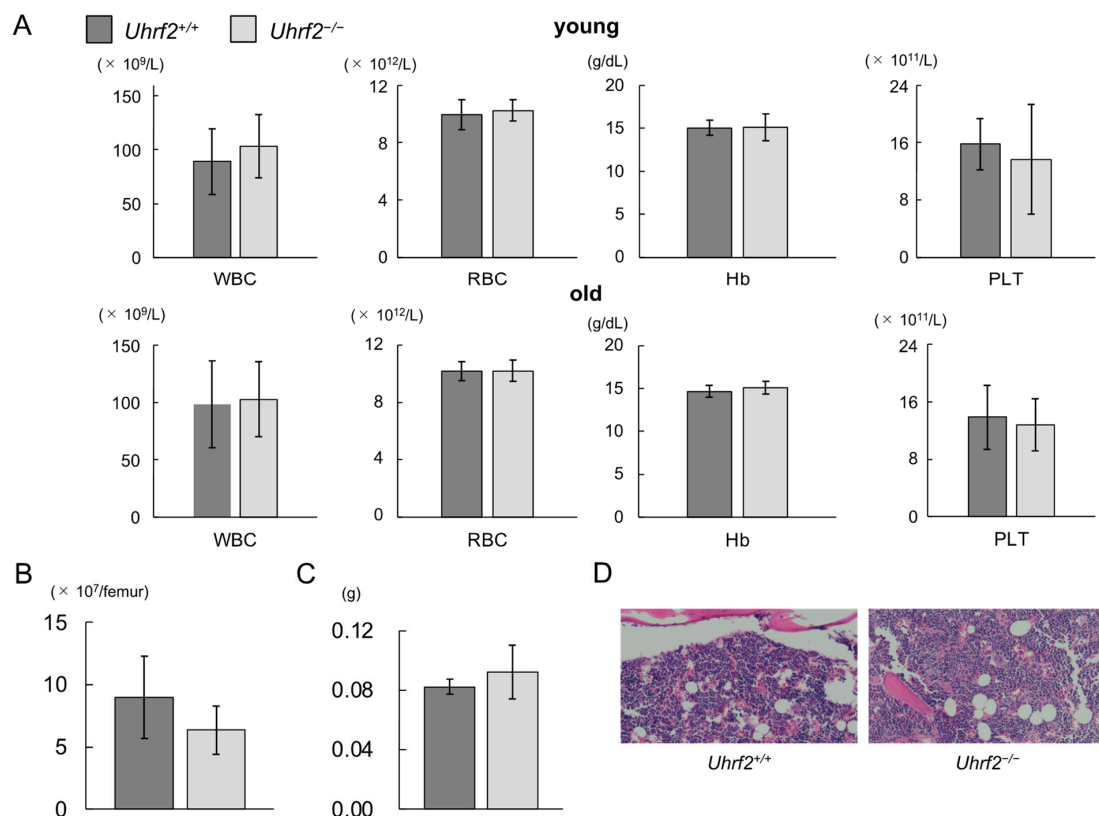 A
Uhrf2+/+ Uhrf2−/−
young
(× 10⁹/L) (× 10¹²/L) (g/dL) (× 10¹¹/L)
150 12 20 24
100 8 15 16
50 4 10 8
0 0 5 0
0
WBC RBC Hb PLT
old
(× 10⁹/L) (× 10¹²/L) (g/dL) (× 10¹¹/L)
150 12 20 24
100 8 15 16
50 4 10 8
0 0 5 0
0
WBC RBC Hb PLT
B
(× 10⁷/femur)
15
10
5
0
C
(g)
0.12
0.08
0.04
0.00
D
Uhrf2+/+ Uhrf2−/−